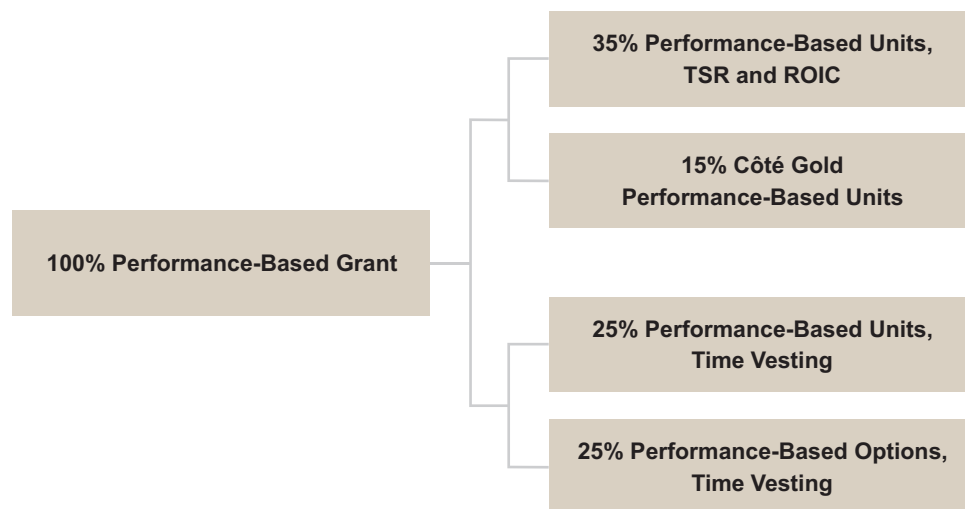 35% Performance-Based Units,
TSR and ROIC
15% Côté Gold
Performance-Based Units
100% Performance-Based Grant
25% Performance-Based Units,
Time Vesting
25% Performance-Based Options,
Time Vesting